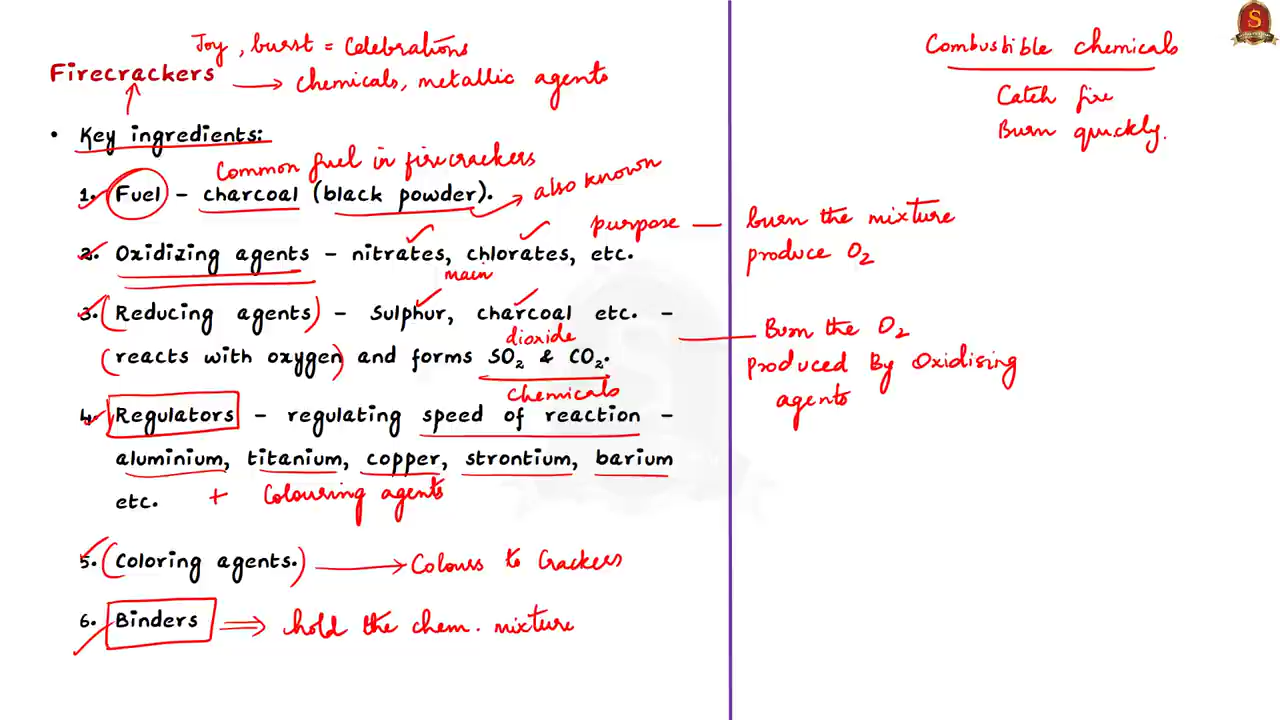 Joy, burst = Celebrations
Firecrackers → chemicals, metallic agents
• Key ingredients:
Common fuel in firecrackers
1. Fuel – charcoal (black powder). → also known
2. Oxidizing agents – nitrates, chlorates, etc.
purpose — burn the mixture
produce O₂
main
3. (Reducing agents) – Sulphur, charcoal etc. –
dioxide
(reacts with oxygen) and forms SO₂ & CO₂.
Burn the O₂
produced By Oxidising
agents
chemicals
4. Regulators – regulating speed of reaction –
aluminium, titanium, copper, strontium, barium
etc. + Colouring agents
5. (Coloring agents.) → Colours to Crackers
6. Binders ⇒ hold the chem. mixture
Combustible chemicals
Catch fire
Burn quickly.
S